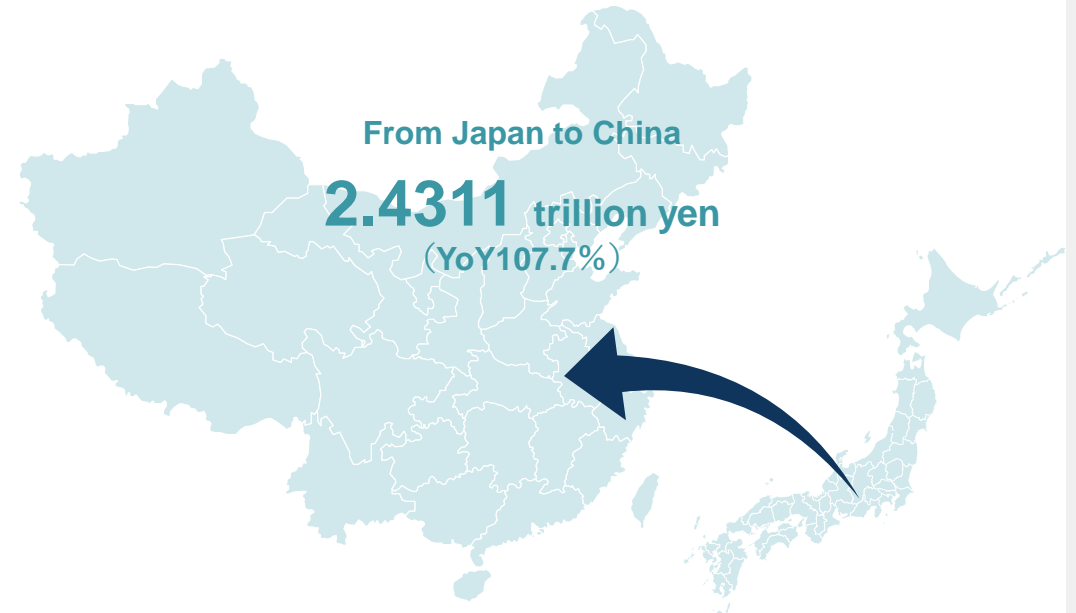 From Japan to China
2.4311 trillion yen
（YoY107.7％）